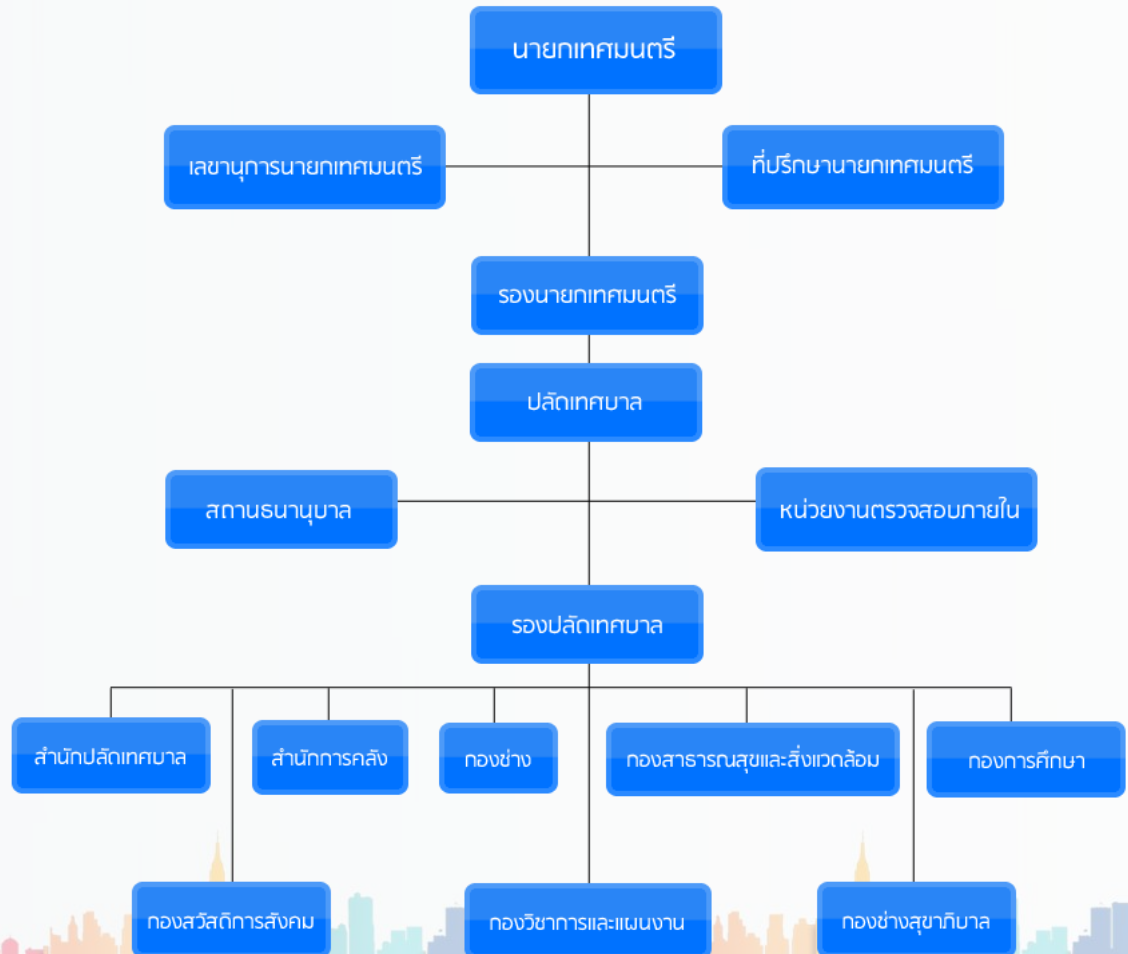 นายกเทศมนตรี
เลขานุการนายกเทศมนตรี
ที่ปรึกษานายกเทศมนตรี
รองนายกเทศมนตรี
ปลัดเทศบาล
สถานธนานุบาล
หน่วยงานตรวจสอบภายใน
รองปลัดเทศบาล
สำนักปลัดเทศบาล
สำนักการคลัง
กองช่าง
กองสาธารณสุขและสิ่งแวดล้อม
กองการศึกษา
กองสวัสดิการสังคม
กองวิชาการและแผนงาน
กองช่างสุขาภิบาล